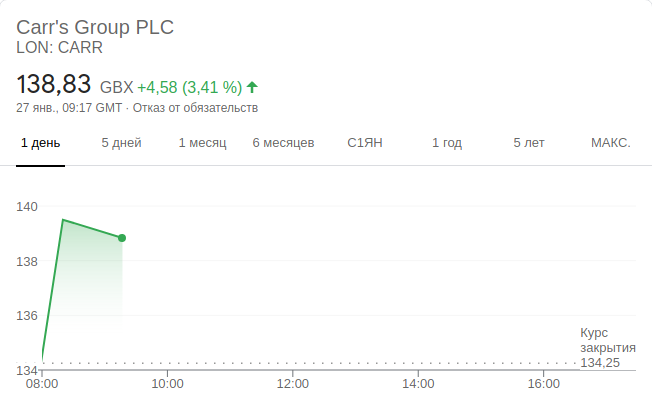 Carr's Group PLC
LON: CARR
138,83 GBX +4,58 (3,41 %)
27 янв., 09:17 GMT · Отказ от обязательств
1 день 5 дней 1 месяц 6 месяцев С1ЯН 1 год 5 лет МАКС.
140
138
136
Курс
закрытия
134,25
134
08:00 10:00 12:00 14:00 16:00